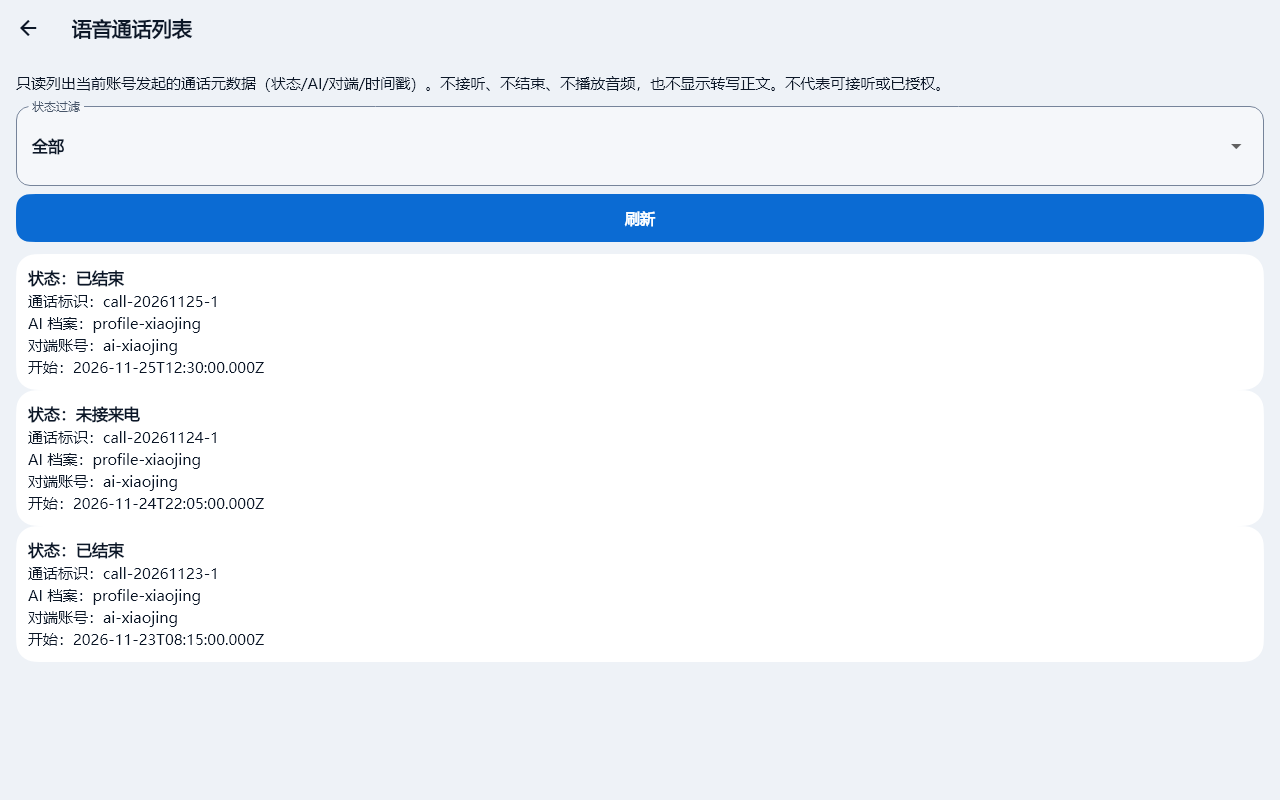 语音通话列表
只读列出当前账号发起的通话元数据（状态/AI/对端/时间戳）。不接听、不结束、不播放音频，也不显示转写正文。不代表可接听或已授权。
状态过滤
全部
刷新
状态：已结束
通话标识：call-20261125-1
AI 档案：profile-xiaojing
对端账号：ai-xiaojing
开始：2026-11-25T12:30:00.000Z
状态：未接来电
通话标识：call-20261124-1
AI 档案：profile-xiaojing
对端账号：ai-xiaojing
开始：2026-11-24T22:05:00.000Z
状态：已结束
通话标识：call-20261123-1
AI 档案：profile-xiaojing
对端账号：ai-xiaojing
开始：2026-11-23T08:15:00.000Z